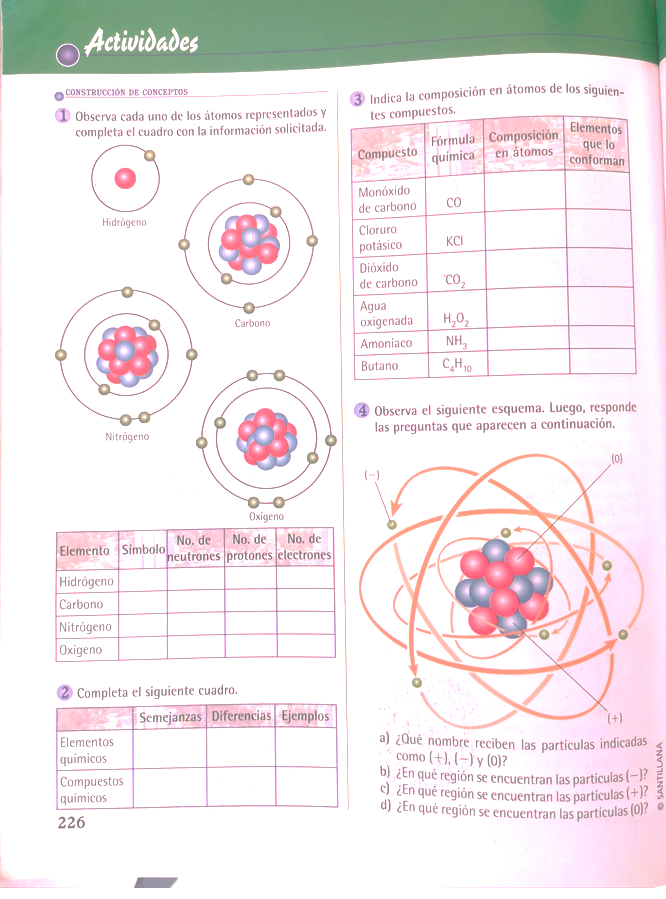 Actividades
CONSTRUCCIÓN DE CONCEPTOS
1 Observa cada uno de los átomos representados y
completa el cuadro con la información solicitada.
Hidrógeno
Carbono
Nitrógeno
Oxígeno
Elemento Símbolo No. de neutrones No. de protones No. de electrones
Hidrógeno
Carbono
Nitrógeno
Oxígeno
2 Completa el siguiente cuadro.
Semejanzas Diferencias Ejemplos
Elementos
químicos
Compuestos
químicos
226
3 Indica la composición en átomos de los siguien-
tes compuestos.
Compuesto Fórmula química Composición en átomos Elementos que lo conforman
Monóxido
de carbono CO
Cloruro
potásico KCl
Dióxido
de carbono CO₂
Agua
oxigenada H₂O₂
Amoniaco NH₃
Butano C₄H₁₀
4 Observa el siguiente esquema. Luego, responde
las preguntas que aparecen a continuación.
(0)
(−)
(+)
a) ¿Qué nombre reciben las partículas indicadas
como (+), (−) y (0)?
b) ¿En qué región se encuentran las partículas (−)?
c) ¿En qué región se encuentran las partículas (+)?
d) ¿En qué región se encuentran las partículas (0)?
© SANTILLANA